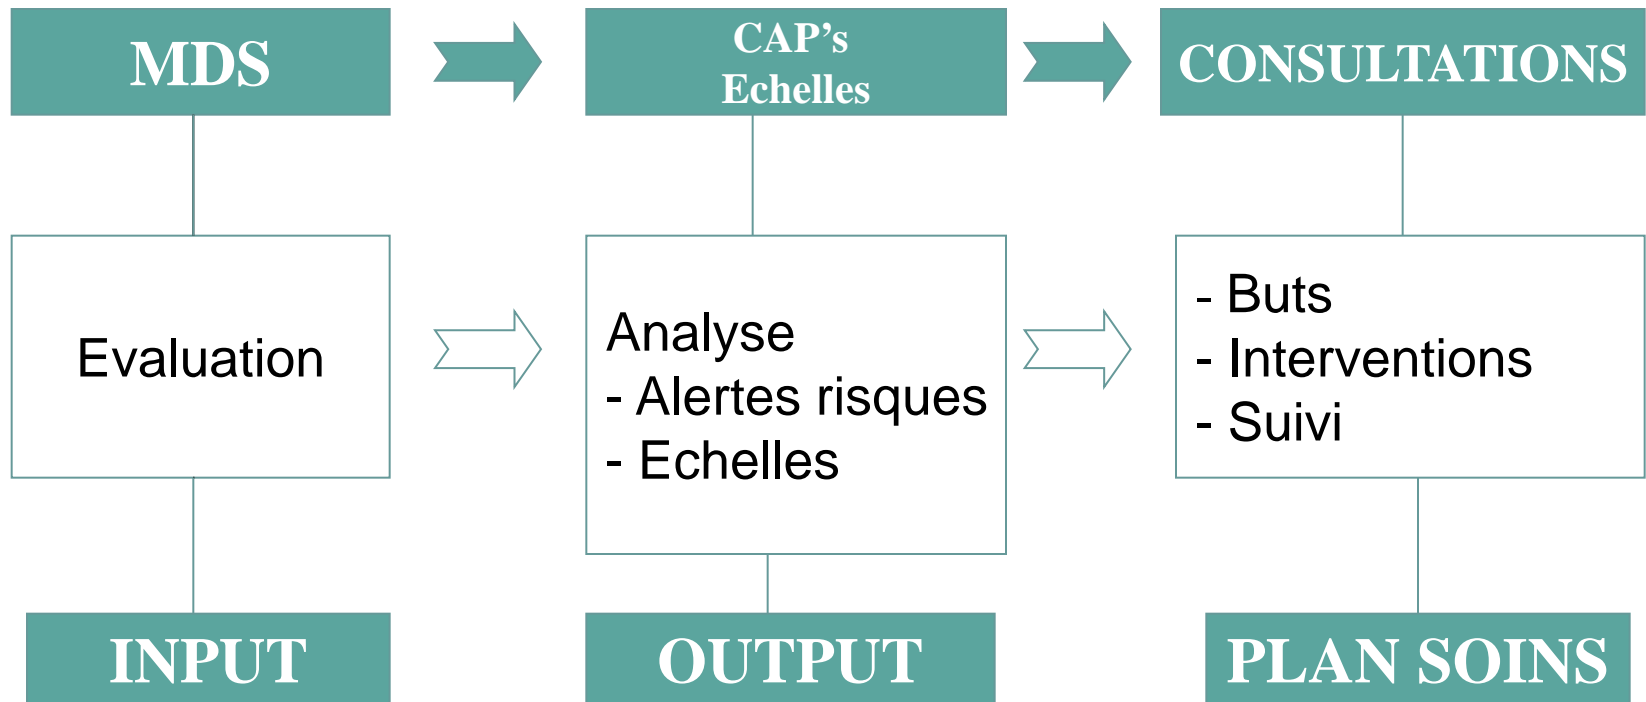 MDS
CAP's
Echelles
CONSULTATIONS
Evaluation
Analyse
- Alertes risques
- Echelles
- Buts
- Interventions
- Suivi
INPUT
OUTPUT
PLAN SOINS